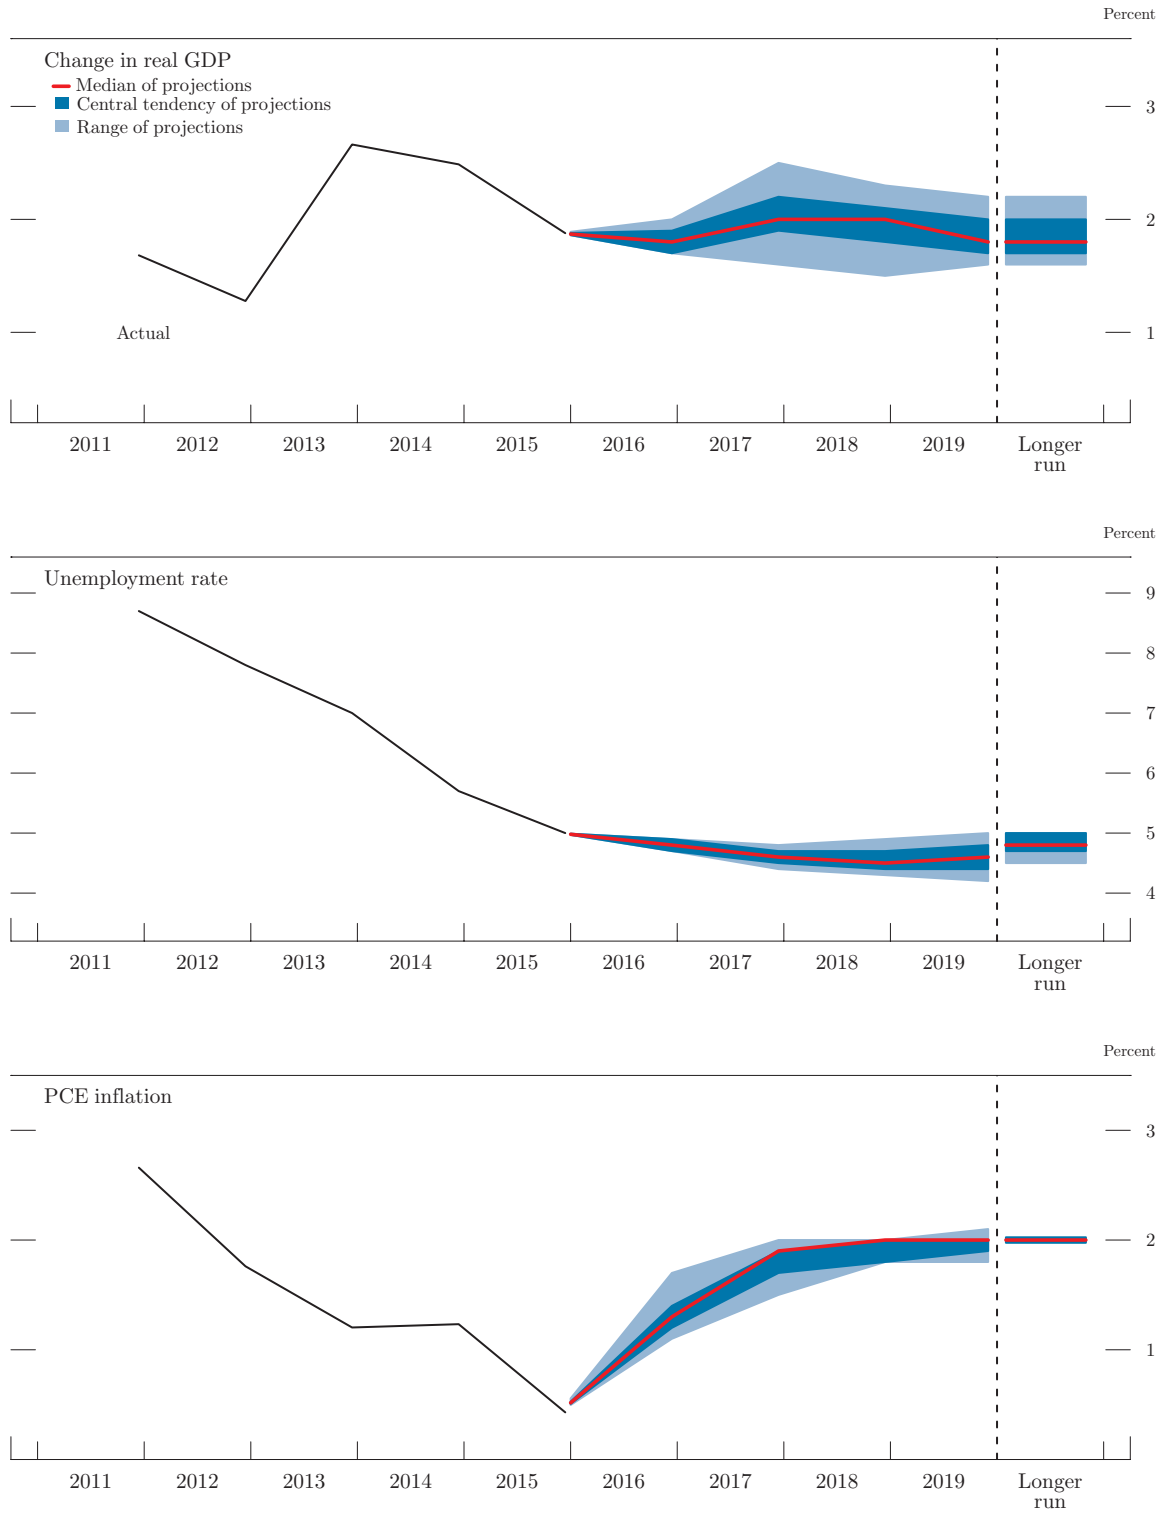 Percent
Change in real GDP
Median of projections
Central tendency of projections
Range of projections
3
2
Actual
1
2011 2012 2013 2014 2015 2016 2017 2018 2019 Longer
run
Percent
Unemployment rate
9
8
7
6
5
4
2011 2012 2013 2014 2015 2016 2017 2018 2019 Longer
run
Percent
PCE inflation
3
2
1
2011 2012 2013 2014 2015 2016 2017 2018 2019 Longer
run